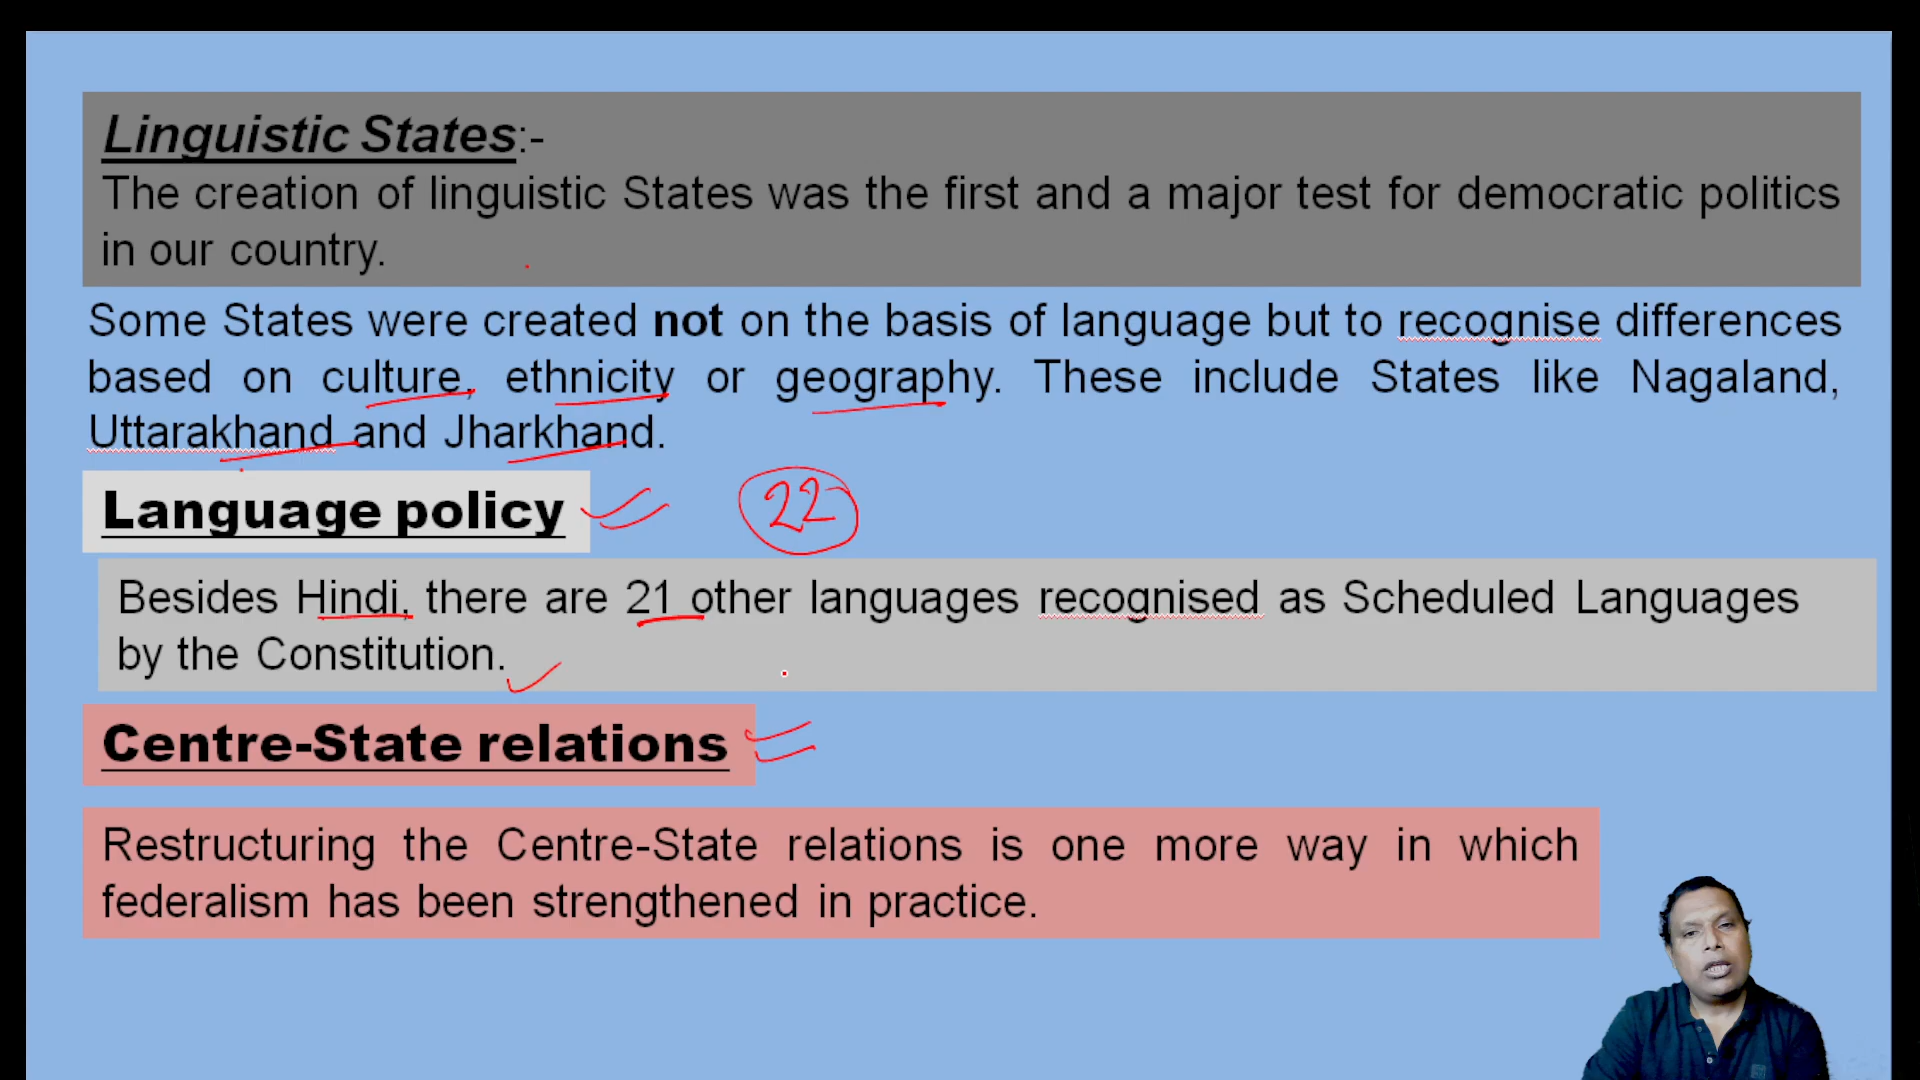 Linguistic States:-
The creation of linguistic States was the first and a major test for democratic politics
in our country.
Some States were created not on the basis of language but to recognise differences
based on culture, ethnicity or geography. These include States like Nagaland,
Uttarakhand and Jharkhand.
Language policy
22
Besides Hindi, there are 21 other languages recognised as Scheduled Languages
by the Constitution.
Centre-State relations
Restructuring the Centre-State relations is one more way in which
federalism has been strengthened in practice.